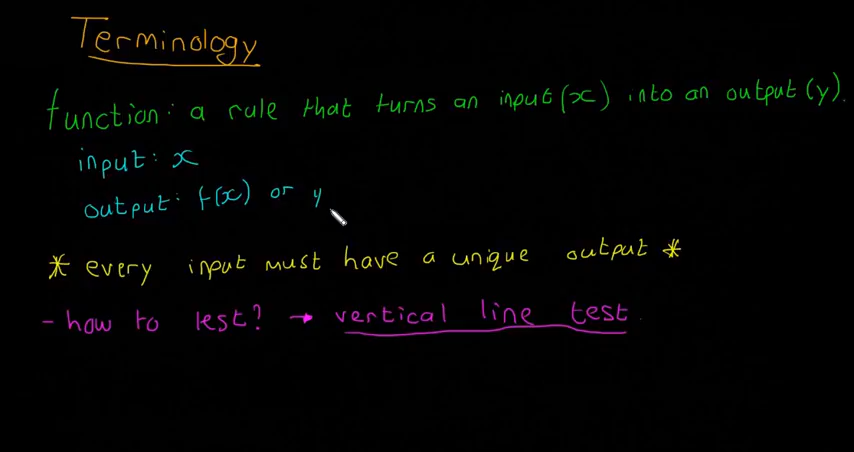 Terminology
function: a rule that turns an input (x) into an output (y).
input: x
output: f(x) or y
* every input must have a unique output *
- how to test? → vertical line test